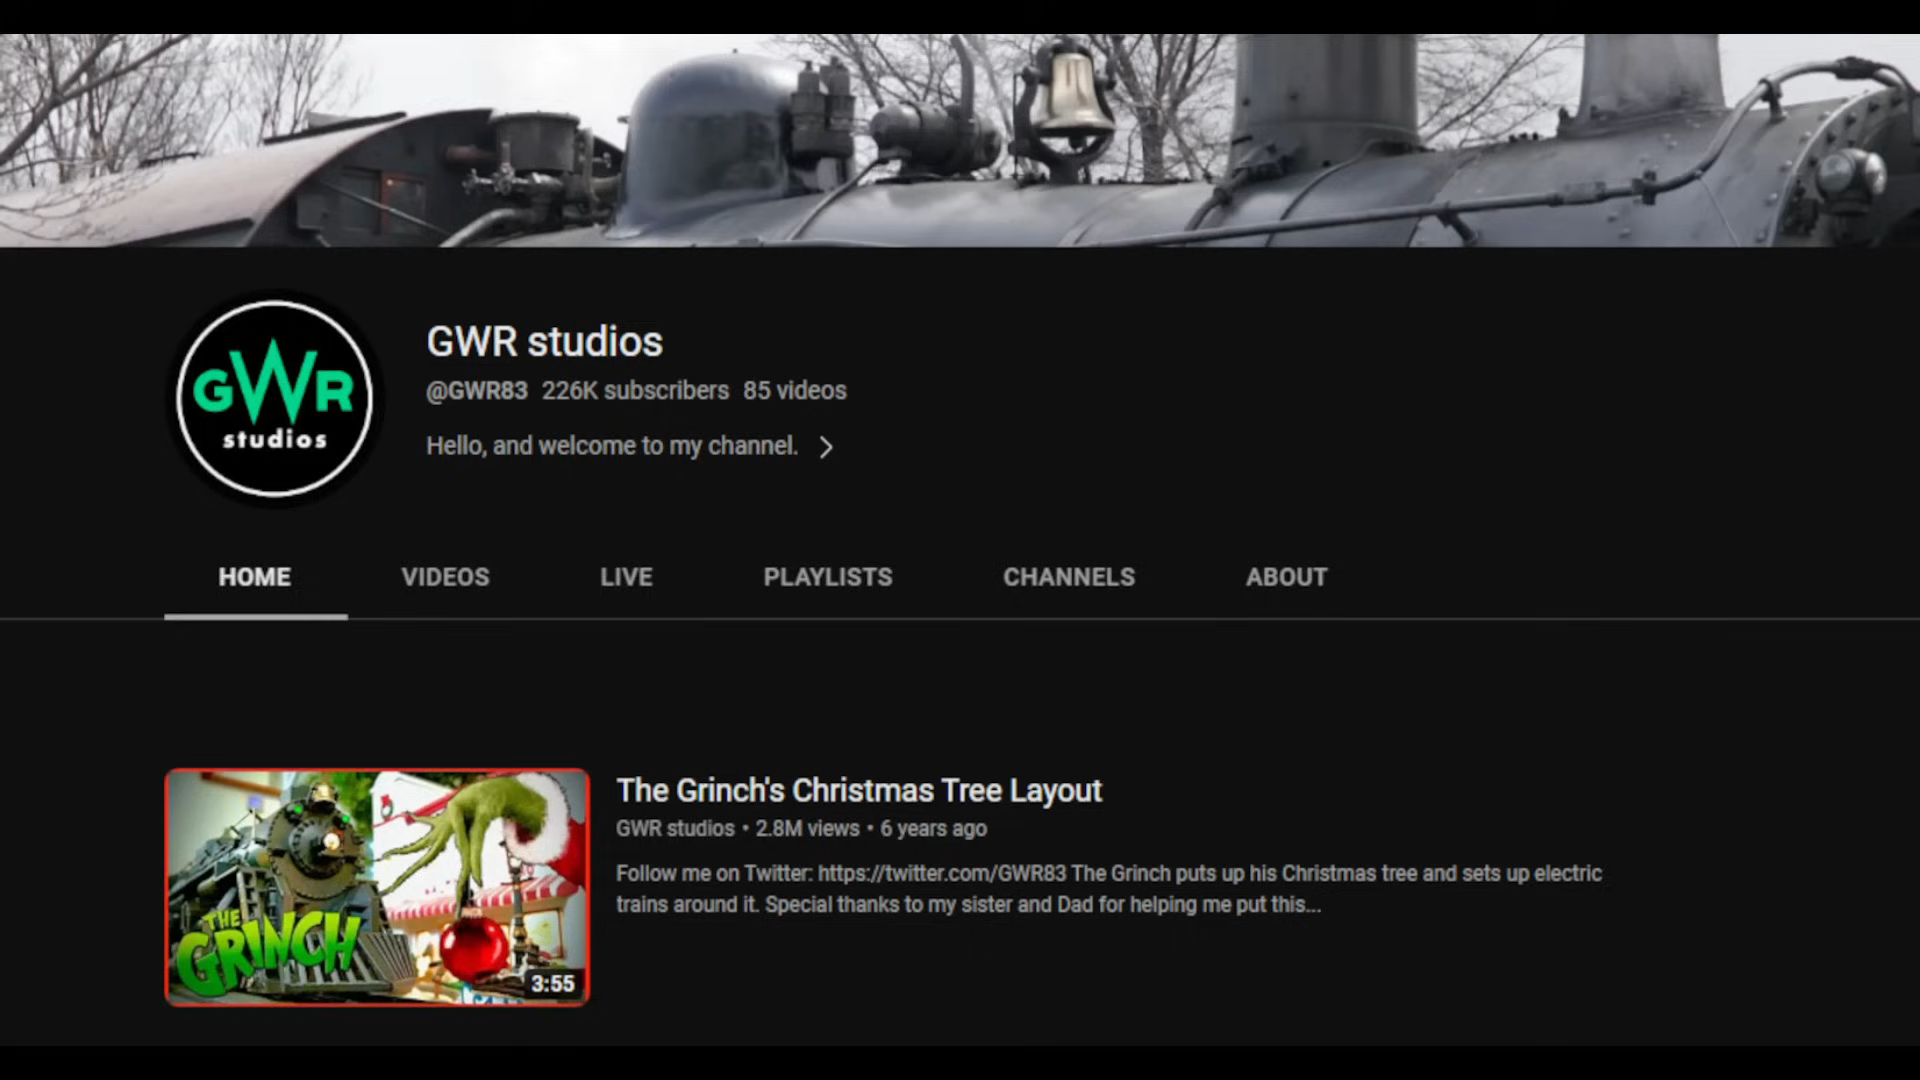 GWR
studios
GWR studios
@GWR83 226K subscribers 85 videos
Hello, and welcome to my channel.
HOME VIDEOS LIVE PLAYLISTS CHANNELS ABOUT
THE
GRINCH
3:55
The Grinch's Christmas Tree Layout
GWR studios • 2.8M views • 6 years ago
Follow me on Twitter: https://twitter.com/GWR83 The Grinch puts up his Christmas tree and sets up electric
trains around it. Special thanks to my sister and Dad for helping me put this...